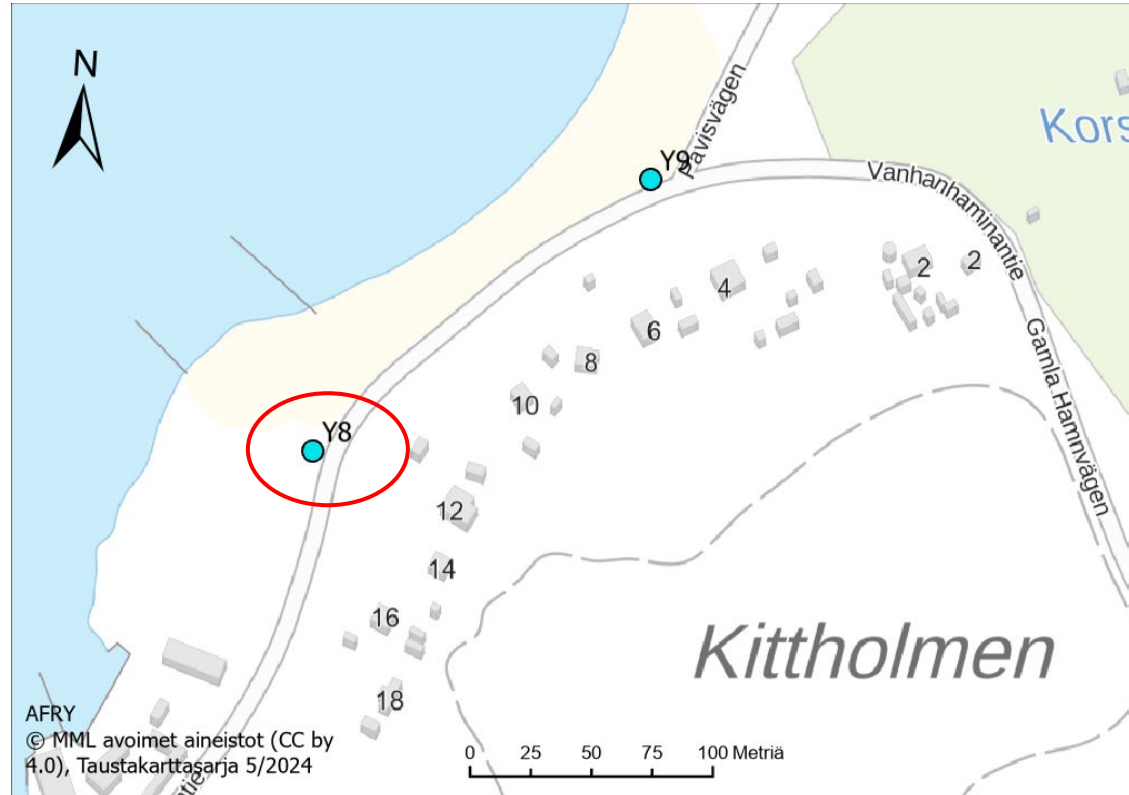 N
Aavisvägen
Kors
Y9
Vanhanhaminantie
2
2
4
6
8
10
Gamla Hamnvägen
Y8
12
14
16
Kittholmen
18
AFRY
© MML avoimet aineistot (CC by
4.0), Taustakarttasarja 5/2024
0 25 50 75 100 Metriä